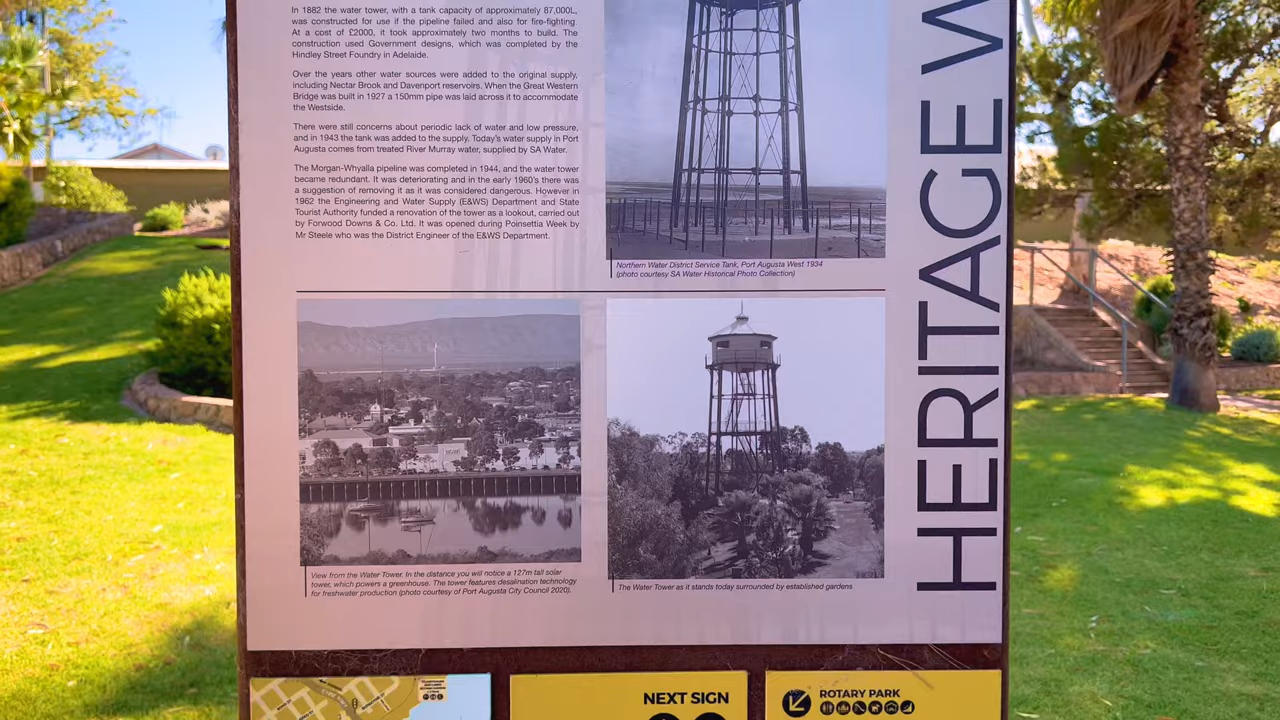 In 1882 the water tower, with a tank capacity of approximately 87,000L,
was constructed for use if the pipeline failed and also for fire-fighting.
At a cost of £2000, it took approximately two months to build. The
construction used Government designs, which was completed by the
Hindley Street Foundry in Adelaide.
Over the years other water sources were added to the original supply,
including Nectar Brook and Davenport reservoirs. When the Great Western
Bridge was built in 1927 a 150mm pipe was laid across it to accommodate
the Westside.
There were still concerns about periodic lack of water and low pressure,
and in 1943 the tank was added to the supply. Today's water supply in Port
Augusta comes from treated River Murray water, supplied by SA Water.
The Morgan-Whyalla pipeline was completed in 1944, and the water tower
became redundant. It was deteriorating and in the early 1960's there was
a suggestion of removing it as it was considered dangerous. However in
1962 the Engineering and Water Supply (E&WS) Department and State
Tourist Authority funded a renovation of the tower as a lookout, carried out
by Forwood Downs & Co. Ltd. It was opened during Poinsettia Week by
Mr Steele who was the District Engineer of the E&WS Department.
Northern Water District Service Tank, Port Augusta West 1934
(photo courtesy SA Water Historical Photo Collection)
View from the Water Tower. In the distance you will notice a 127m tall solar
tower, which powers a greenhouse. The tower features desalination technology
for freshwater production (photo courtesy of Port Augusta City Council 2020).
The Water Tower as it stands today surrounded by established gardens
HERITAGE W
NEXT SIGN
ROTARY PARK